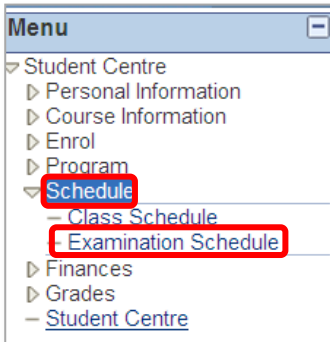 Menu
Student Centre
Personal Information
Course Information
Enrol
Program
Schedule
Class Schedule
Examination Schedule
Finances
Grades
Student Centre